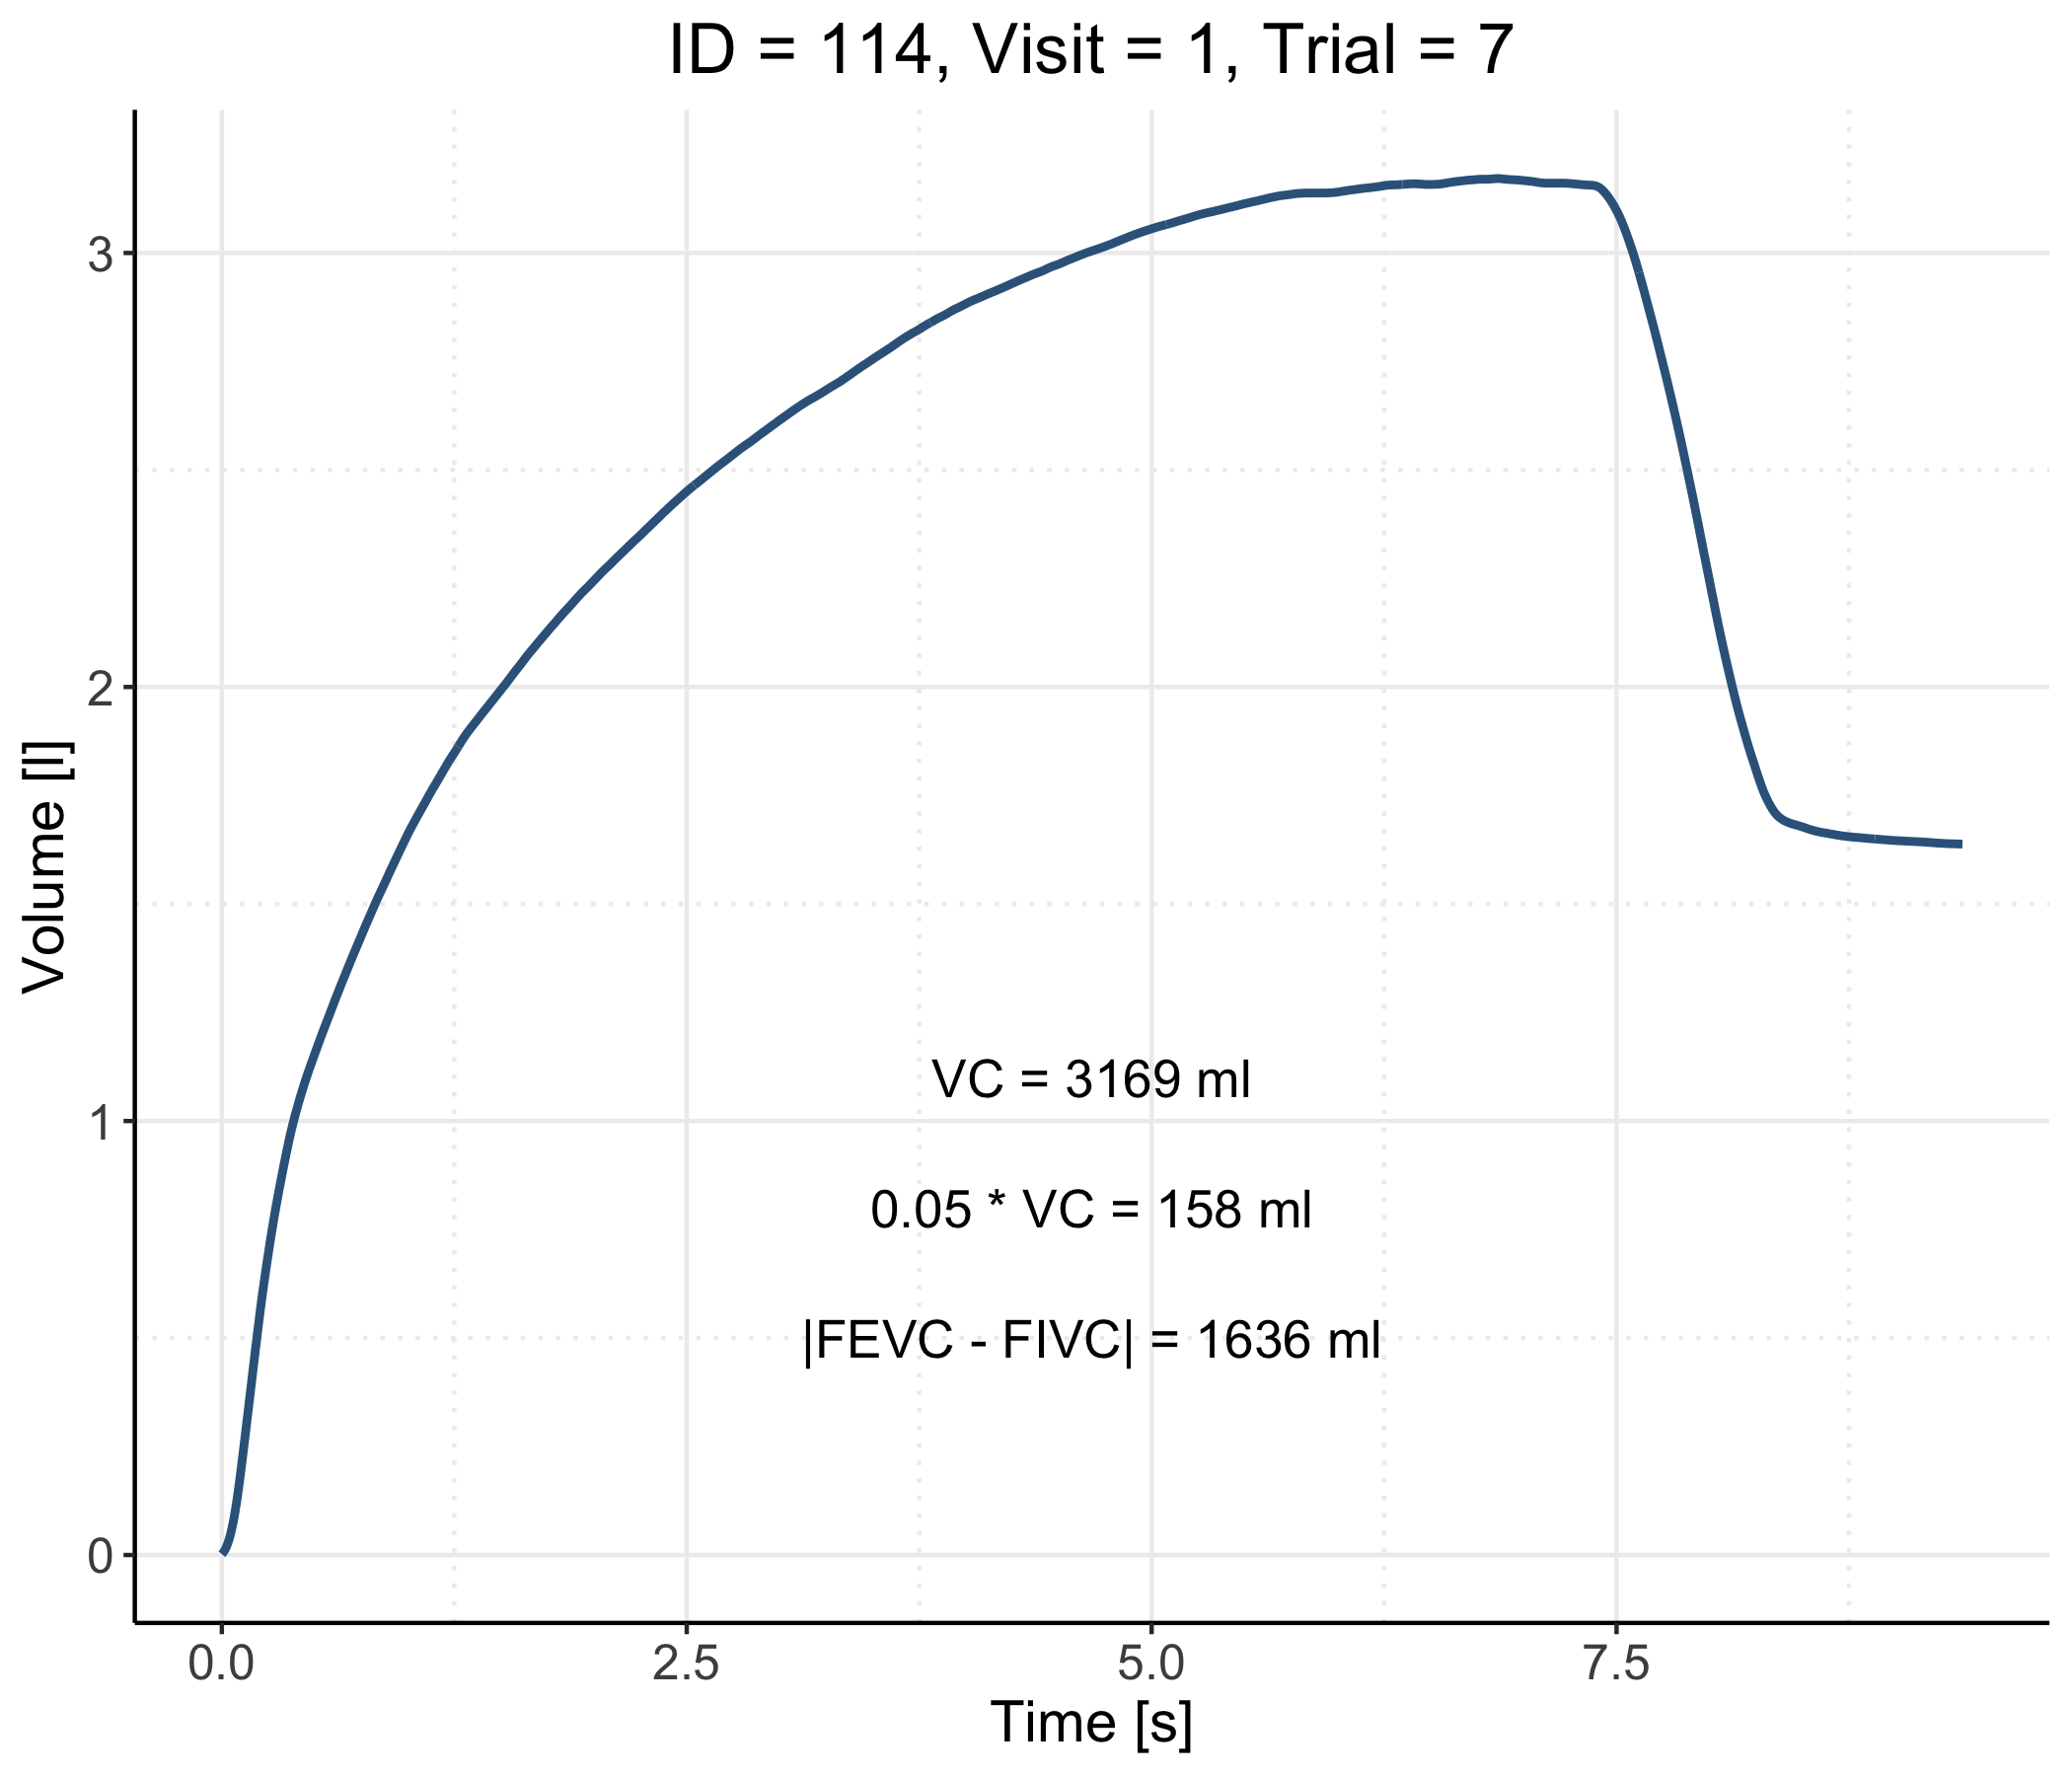 ID = 114, Visit = 1, Trial = 7
3
2
1
0
Volume [l]
VC = 3169 ml
0.05 * VC = 158 ml
|FEVC - FIVC| = 1636 ml
0.0 2.5 5.0 7.5
Time [s]